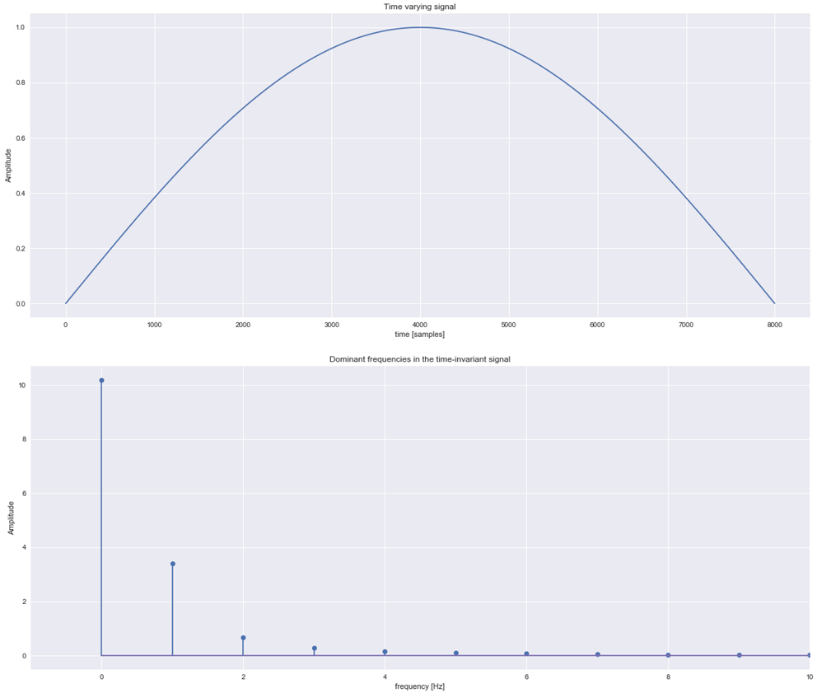 Time varying signal
1.0
0.8
0.6
0.4
0.2
0.0
Amplitude
0 1000 2000 3000 4000 5000 6000 7000 8000
time [samples]
Dominant frequencies in the time-invariant signal
10
8
6
4
2
0
Amplitude
0 2 4 6 8 10
frequency [Hz]